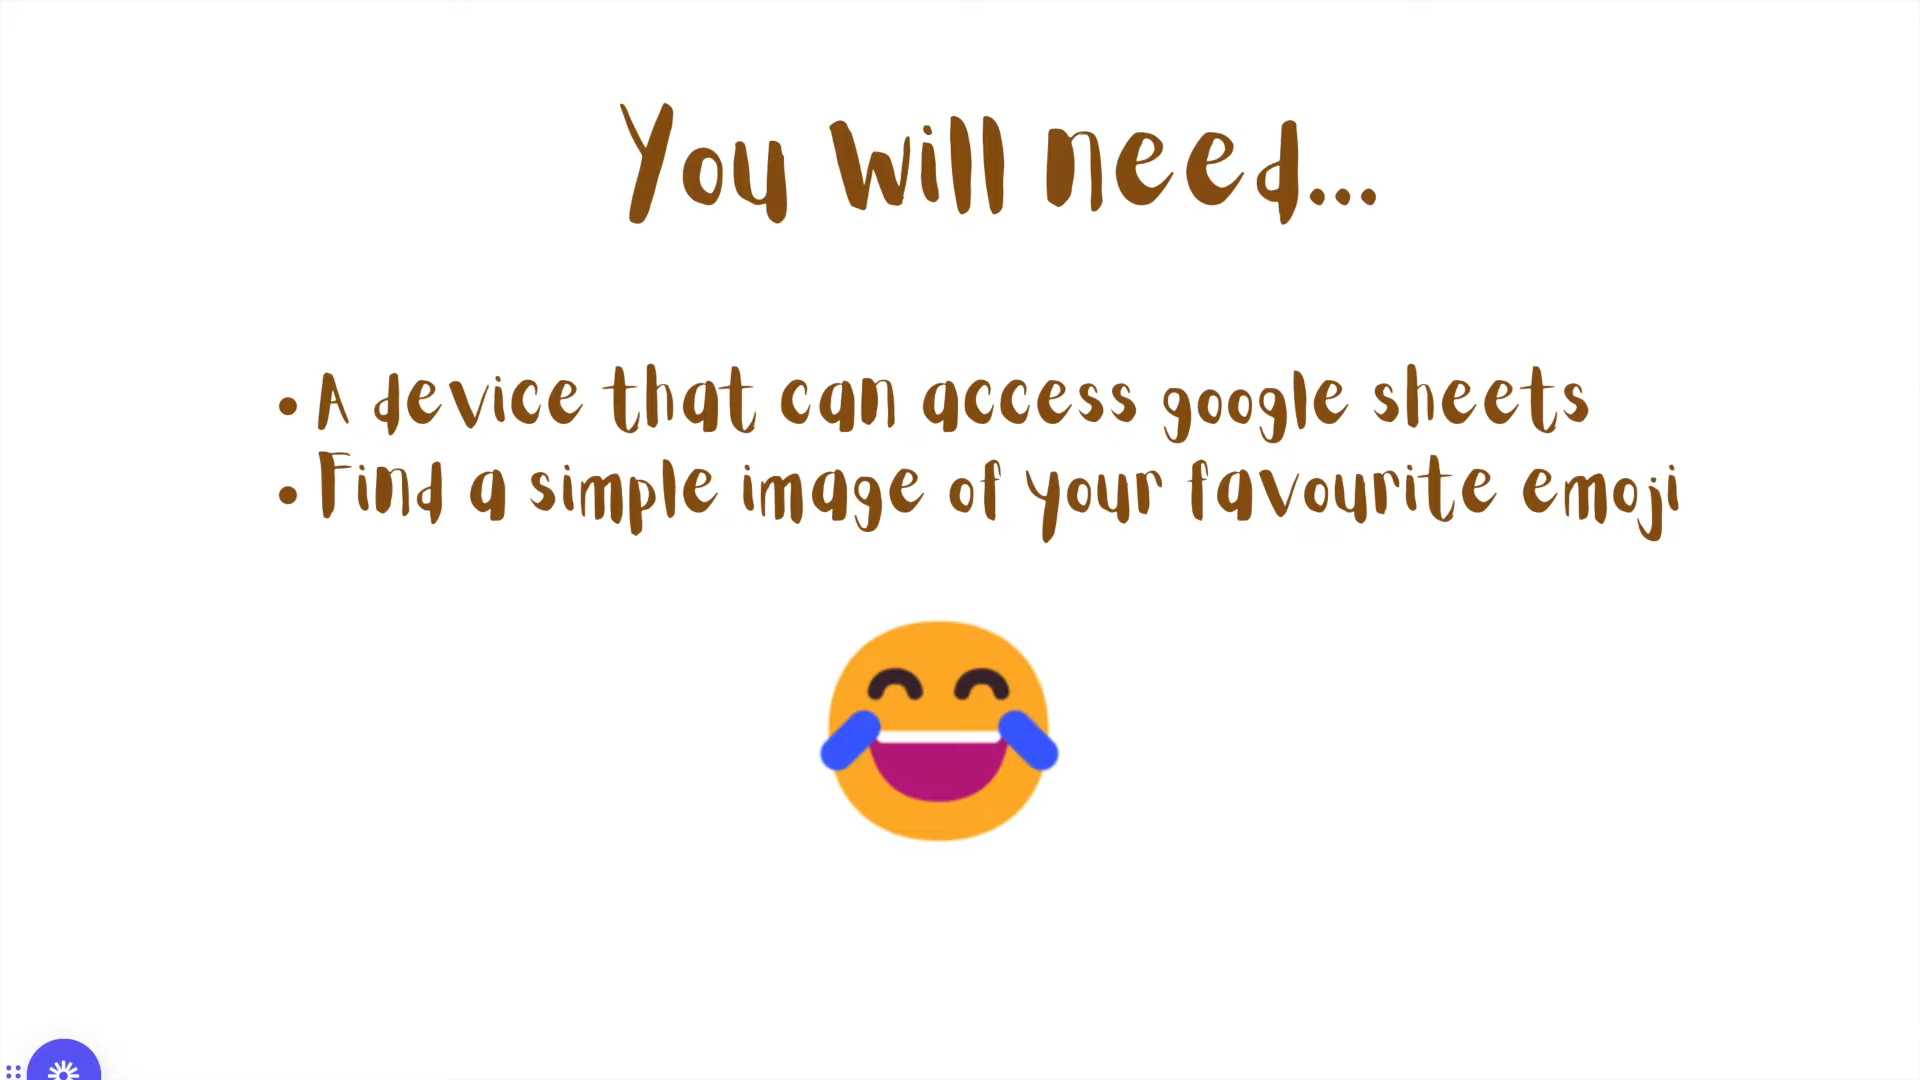 You will need...
• A device that can access google sheets
• Find a simple image of your favourite emoji